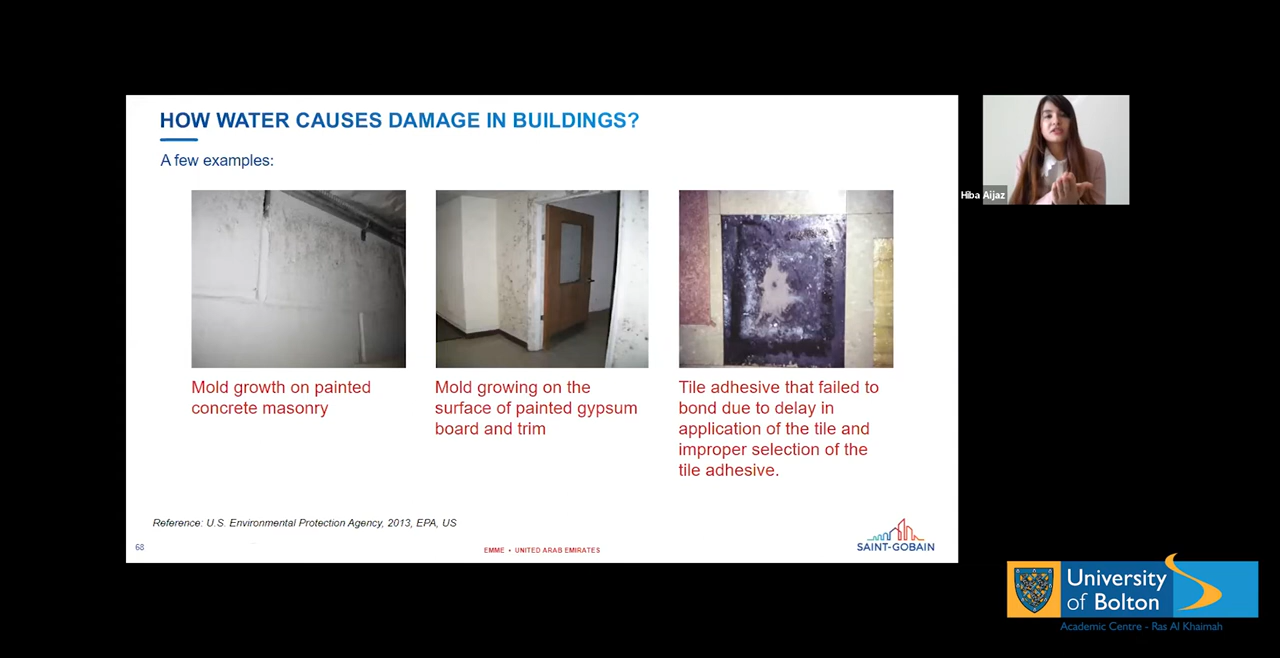 HOW WATER CAUSES DAMAGE IN BUILDINGS?
A few examples:
Mold growth on painted
concrete masonry
Mold growing on the
surface of painted gypsum
board and trim
Tile adhesive that failed to
bond due to delay in
application of the tile and
improper selection of the
tile adhesive.
Reference: U.S. Environmental Protection Agency, 2013, EPA, US
68
EMME • UNITED ARAB EMIRATES
SAINT-GOBAIN
Hiba Aijaz
University
of Bolton
Academic Centre - Ras Al Khaimah